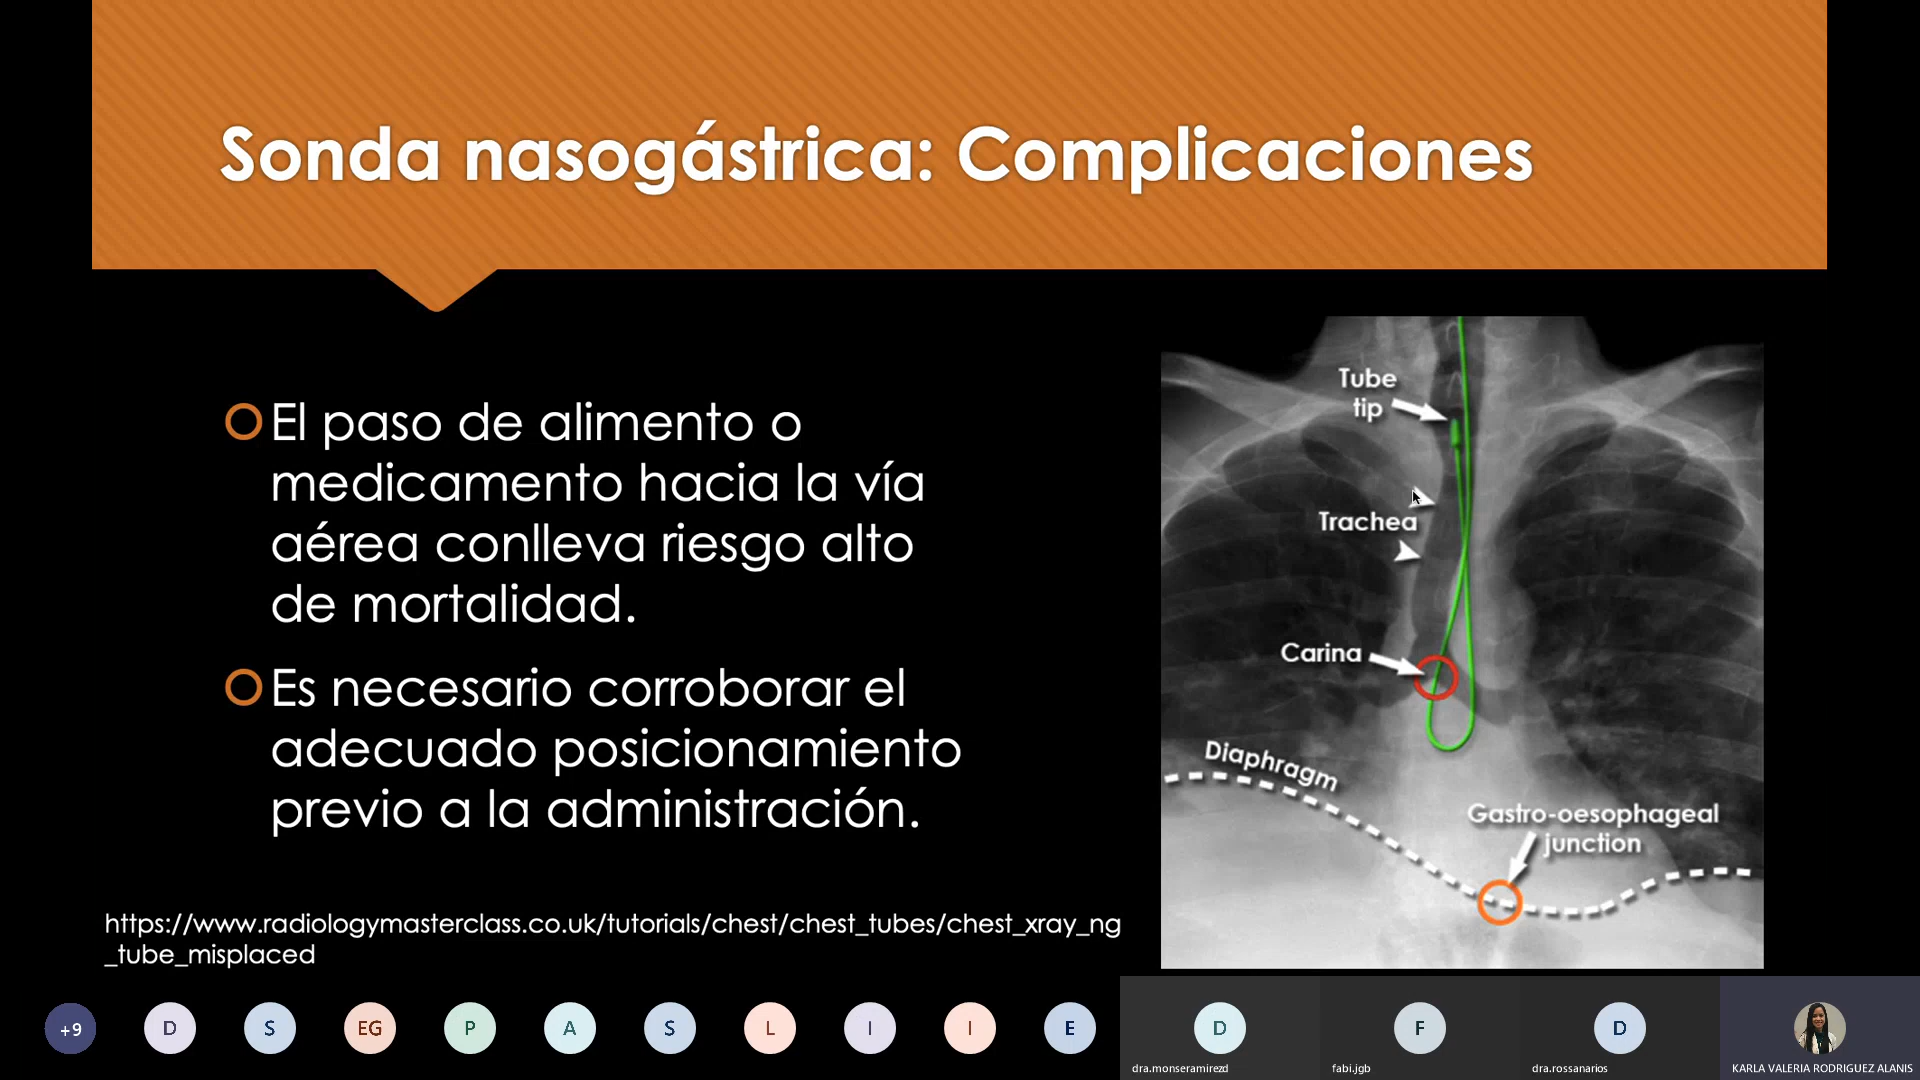 Sonda nasogástrica: Complicaciones
El paso de alimento o
medicamento hacia la vía
aérea conlleva riesgo alto
de mortalidad.
Es necesario corroborar el
adecuado posicionamiento
previo a la administración.
https://www.radiologymasterclass.co.uk/tutorials/chest/chest_tubes/chest_xray_ng
_tube_misplaced
Tube
tip
Trachea
Carina
Diaphragm
Gastro-oesophageal
junction
+9
D
S
EG
P
A
S
L
I
I
E
D
F
D
dra.monseramirezd
fabi.jgb
dra.rossanarios
KARLA VALERIA RODRIGUEZ ALANIS